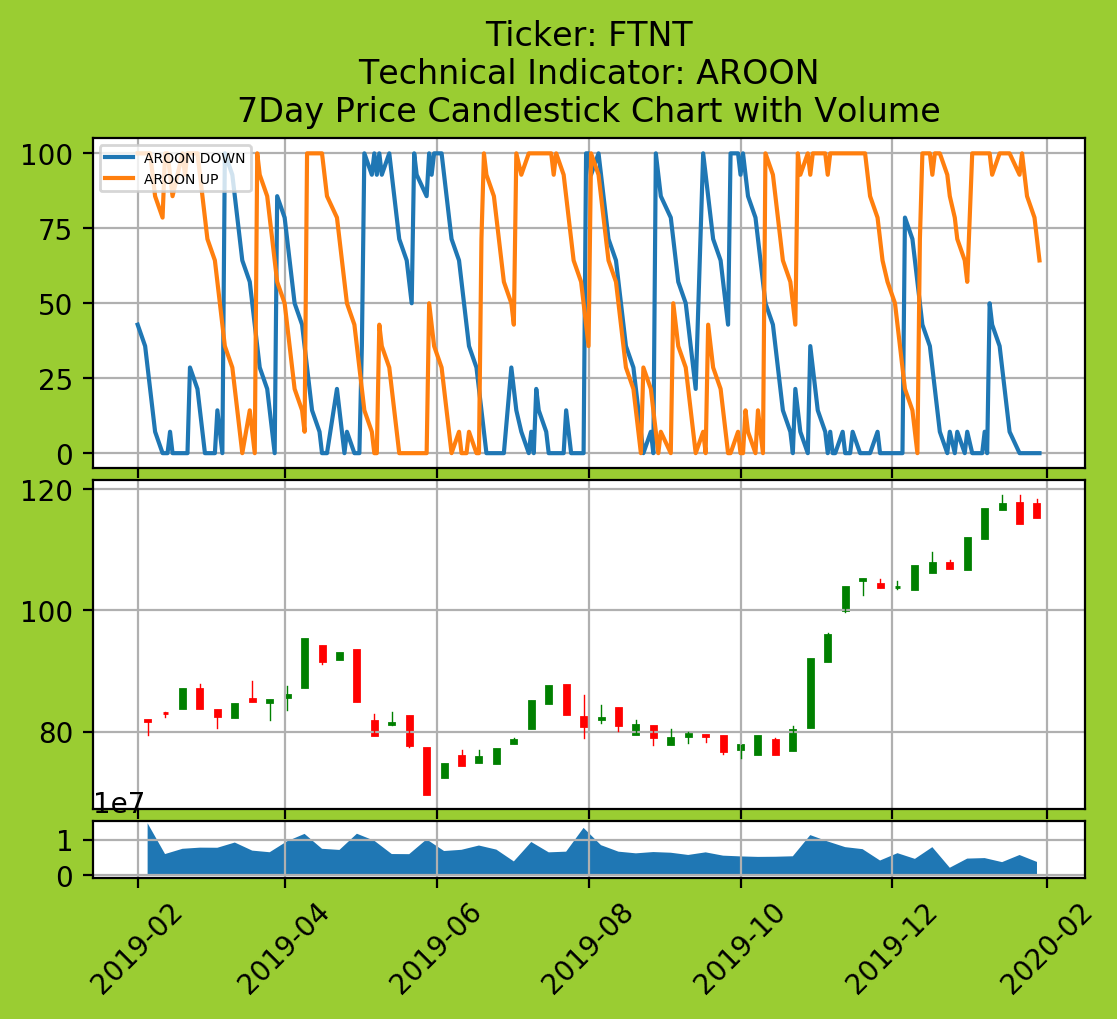 Ticker: FTNT
Technical Indicator: AROON
7Day Price Candlestick Chart with Volume
AROON DOWN
AROON UP
100
75
50
25
0
120
100
80
1e7
1
0
2019-02
2019-04
2019-06
2019-08
2019-10
2019-12
2020-02